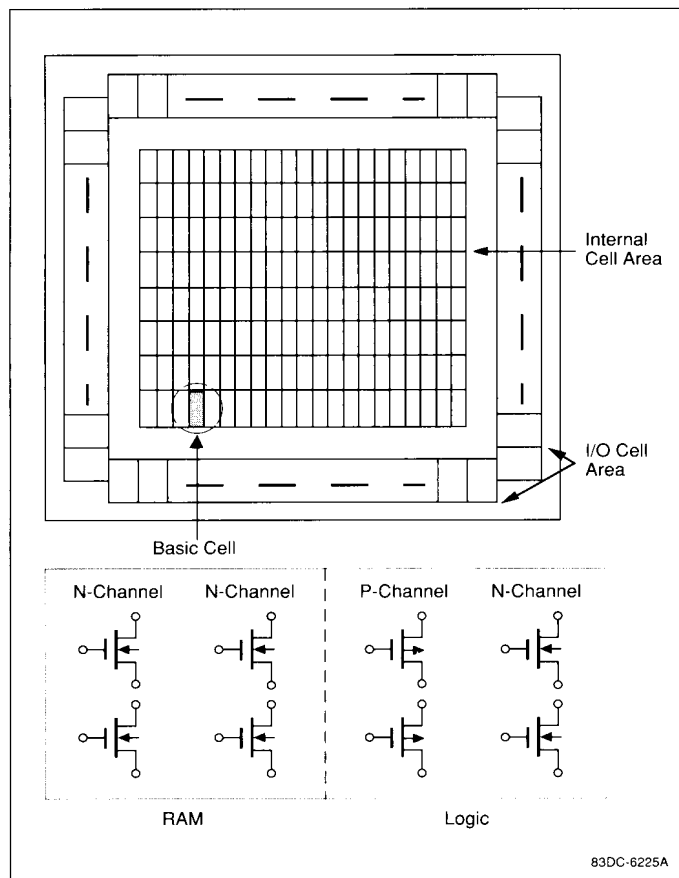 Internal
Cell Area
I/O Cell
Area
Basic Cell
N-Channel N-Channel P-Channel N-Channel
RAM Logic
83DC-6225A